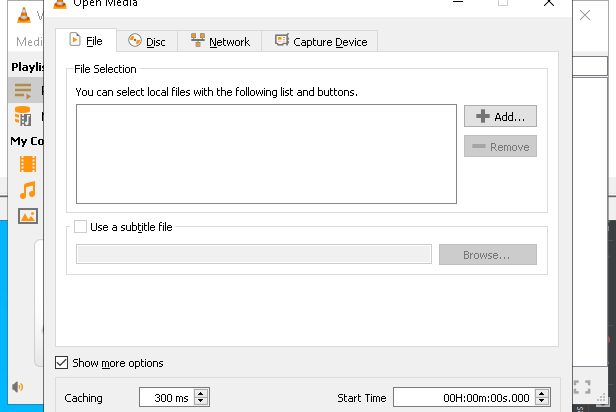 Open Media
Medi
File
Disc
Network
Capture Device
Playlis
File Selection
You can select local files with the following list and buttons.
Add...
Remove
My Co
Use a subtitle file
Browse...
Show more options
Caching
300 ms
Start Time
00H:00m:00s.000